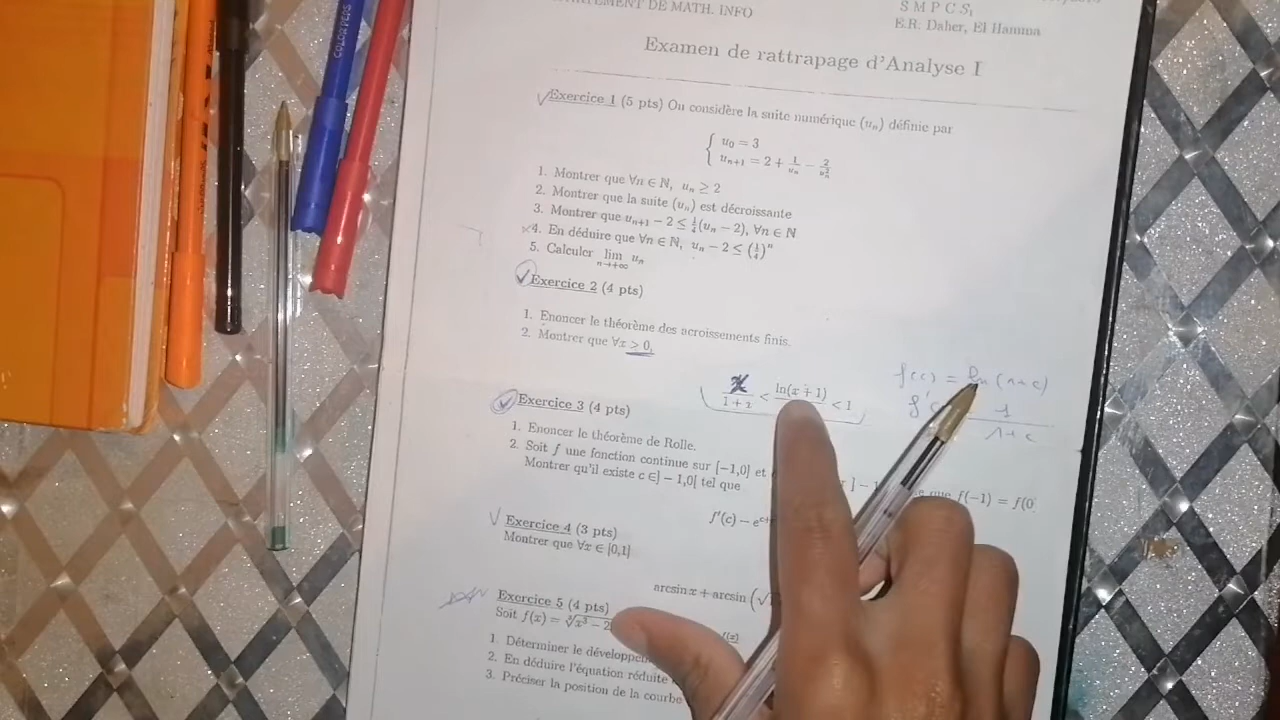 DE MATH. INFO
S M P C S₁
E.R. Daher, El Hamma
Examen de rattrapage d'Analyse I
Exercice 1 (5 pts) On considère la suite numérique (uₙ) définie par
{ u₀ = 3
uₙ₊₁ = 2 + 1/uₙ − 2/uₙ²
1. Montrer que ∀n ∈ ℕ, uₙ ≥ 2
2. Montrer que la suite (uₙ) est décroissante
3. Montrer que uₙ₊₁ − 2 ≤ ¼(uₙ − 2), ∀n ∈ ℕ
4. En déduire que ∀n ∈ ℕ, uₙ − 2 ≤ (¼)ⁿ
5. Calculer lim uₙ
n→+∞
Exercice 2 (4 pts)
1. Enoncer le théorème des acroissements finis.
2. Montrer que ∀x > 0,
x/(1+x) < ln(x+1) < 1
f(c) = ln(1+c)
f'(c) 1
1+c
Exercice 3 (4 pts)
1. Enoncer le théorème de Rolle.
2. Soit f une fonction continue sur [−1,0] et ] − 1 que f(−1) = f(0
Montrer qu'il existe c ∈] − 1,0[ tel que
f'(c) − e
Exercice 4 (3 pts)
Montrer que ∀x ∈ [0,1]
arcsin x + arcsin (√
Exercice 5 (4 pts)
Soit f(x) = ∛x³ − 2
1. Déterminer le
2. En déduire l'équation réduite
3. Préciser la position de la courbe
COLORPEPS